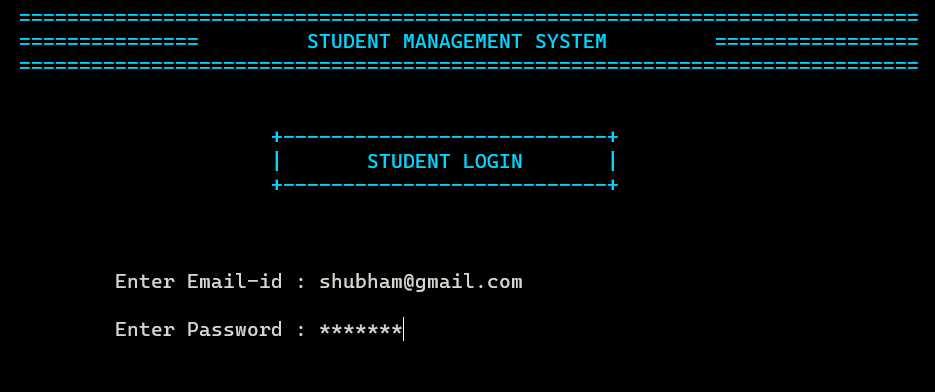 ===========================================================================
===============         STUDENT MANAGEMENT SYSTEM         =================
===========================================================================
+---------------------------+
|       STUDENT LOGIN       |
+---------------------------+
Enter Email-id : shubham@gmail.com
Enter Password : *******